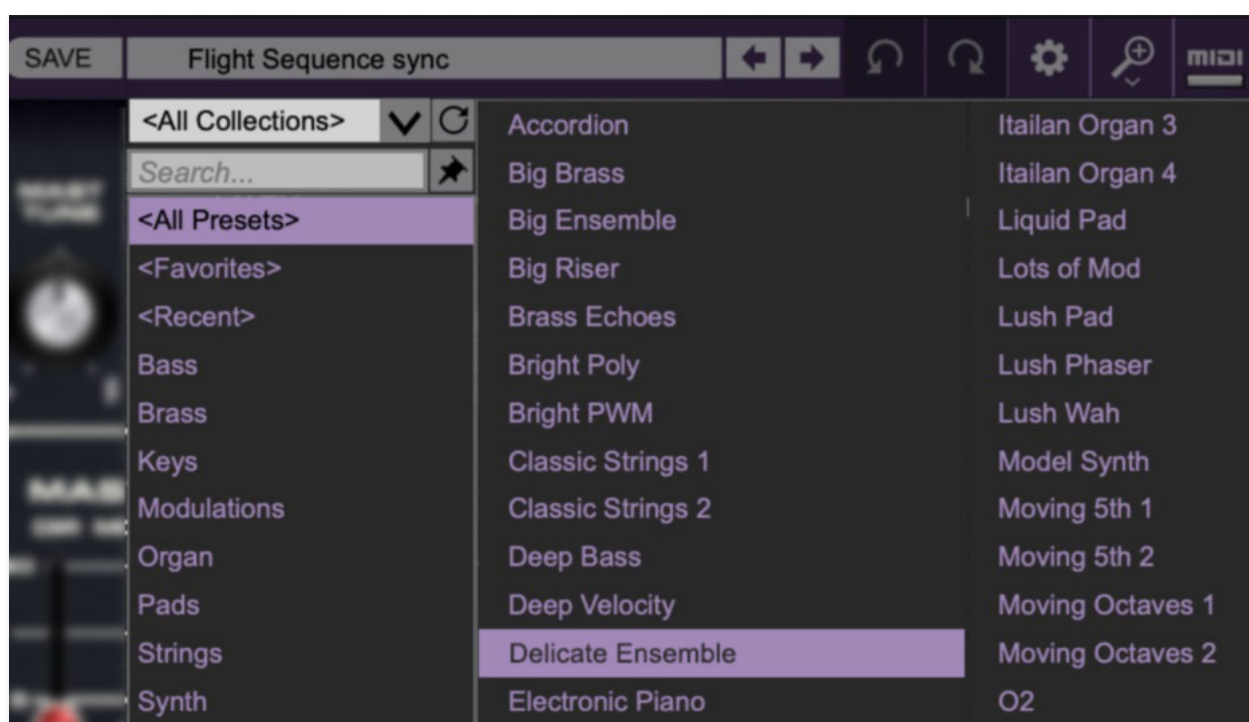 SAVE
Flight Sequence sync
MIDI
<All Collections>
Search...
<All Presets>
<Favorites>
<Recent>
Bass
Brass
Keys
Modulations
Organ
Pads
Strings
Synth
Accordion
Big Brass
Big Ensemble
Big Riser
Brass Echoes
Bright Poly
Bright PWM
Classic Strings 1
Classic Strings 2
Deep Bass
Deep Velocity
Delicate Ensemble
Electronic Piano
Itailan Organ 3
Itailan Organ 4
Liquid Pad
Lots of Mod
Lush Pad
Lush Phaser
Lush Wah
Model Synth
Moving 5th 1
Moving 5th 2
Moving Octaves 1
Moving Octaves 2
O2
MAST
TUNE